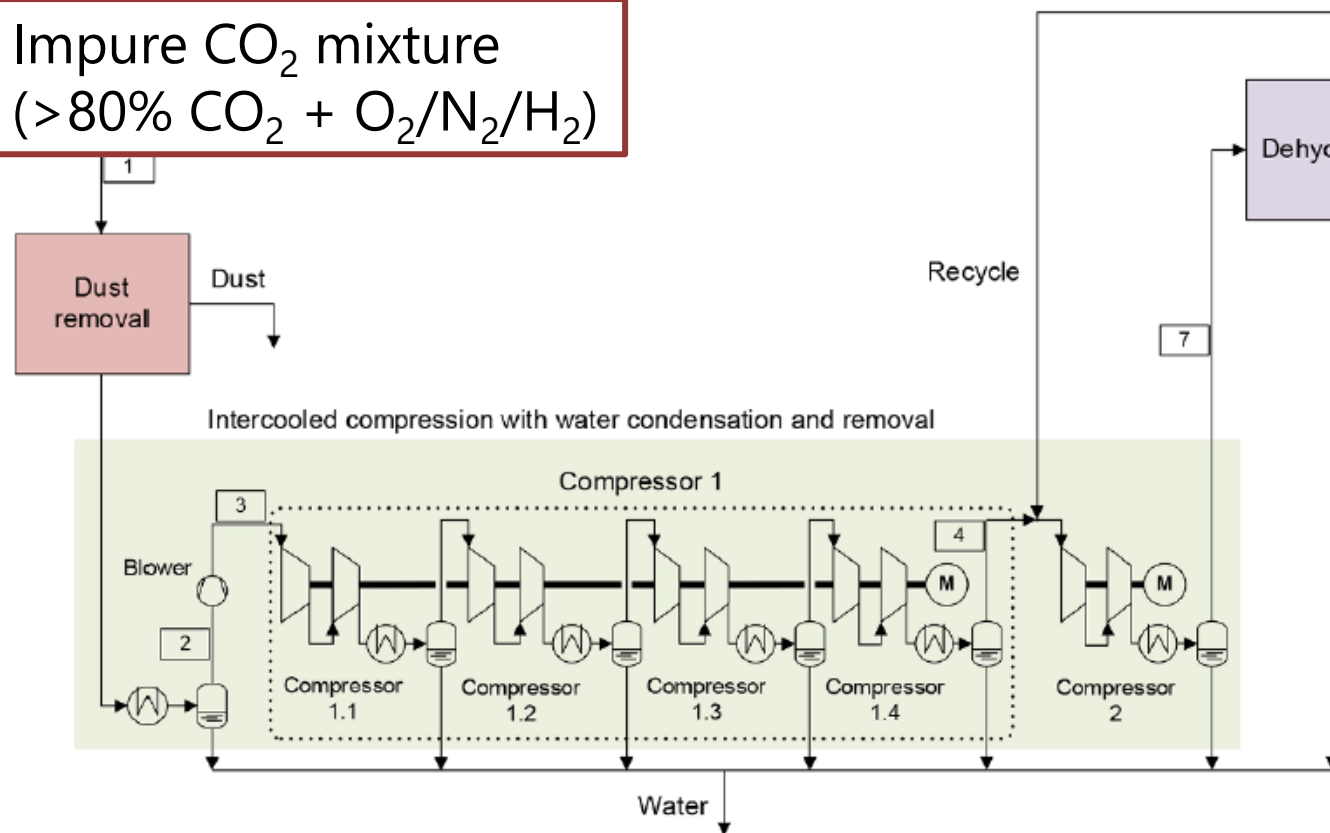 Impure CO₂ mixture
(>80% CO₂ + O₂/N₂/H₂)
1
Dehyd
Dust
removal
Dust
Recycle
7
Intercooled compression with water condensation and removal
Compressor 1
3
4
Blower
M
M
2
Compressor
1.1
Compressor
1.2
Compressor
1.3
Compressor
1.4
Compressor
2
Water